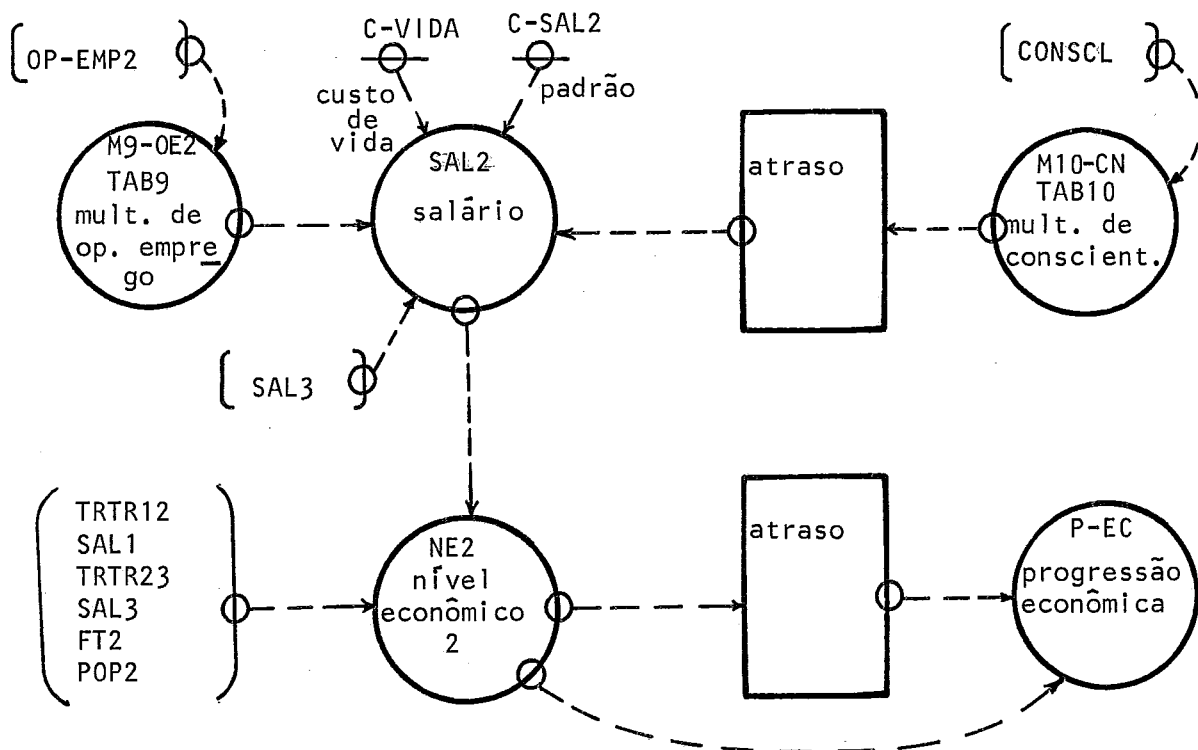 OP-EMP2
C-VIDA
C-SAL2
CONSCL
custo
de
vida
padrão
M9-OE2
TAB9
mult. de
op. empre
go
SAL2
salário
atraso
M10-CN
TAB10
mult. de
conscient.
SAL3
TRTR12
SAL1
TRTR23
SAL3
FT2
POP2
NE2
nível
econômico
2
atraso
P-EC
progressão
econômica